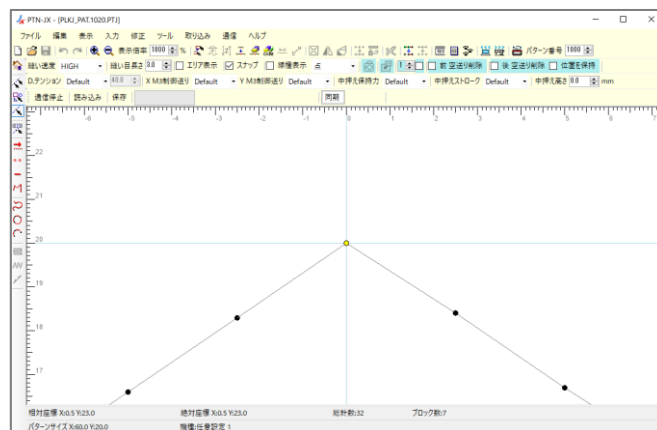 PTN-JX - [PLKI_PAT.1020.PTJ]
ファイル 編集 表示 入力 修正 ツール 取り込み 通信 ヘルプ
表示倍率 1000 % パターン番号 1000
縫い速度 HIGH 縫い目長さ 3.0 エリア表示 スナップ 線種表示 点 1 前 空送り削除 後 空送り削除 位置を保持
D.テンション Default 40.0 X M3制御送り Default Y M3制御送り Default 中押え保持力 Default 中押えストローク Default 中押え高さ 0.0 mm
通信停止 読み込み 保存 同期
-6 -5 -4 -3 -2 -1 0 1 2 3 4 5 6 7
22
21
20
19
18
17
相対座標 X:0.5 Y:23.0 絶対座標 X:0.5 Y:23.0 総針数:32 ブロック数:7
パターンサイズ X:60.0 Y:20.0 機種:任意設定 1